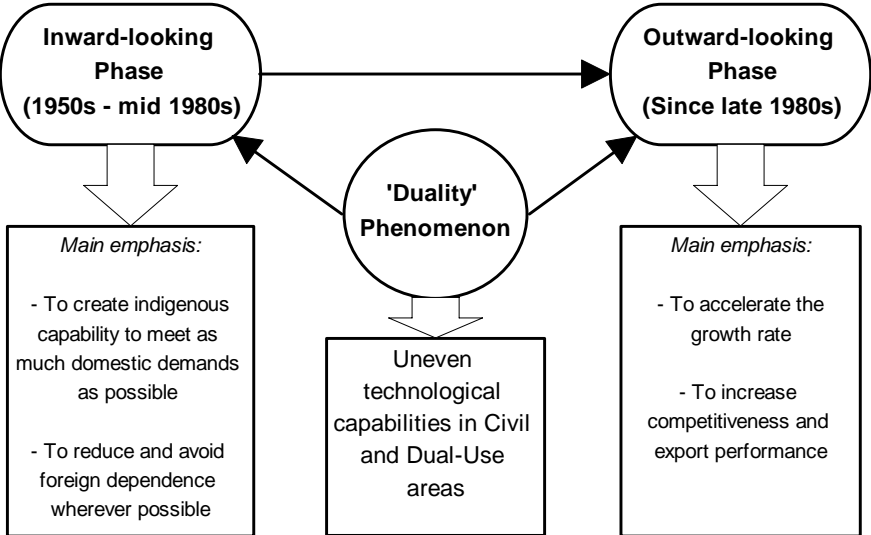 Inward-looking
Phase
(1950s - mid 1980s)
Outward-looking
Phase
(Since late 1980s)
'Duality'
Phenomenon
Main emphasis:
- To create indigenous
capability to meet as
much domestic demands
as possible
- To reduce and avoid
foreign dependence
wherever possible
Uneven
technological
capabilities in Civil
and Dual-Use
areas
Main emphasis:
- To accelerate the
growth rate
- To increase
competitiveness and
export performance